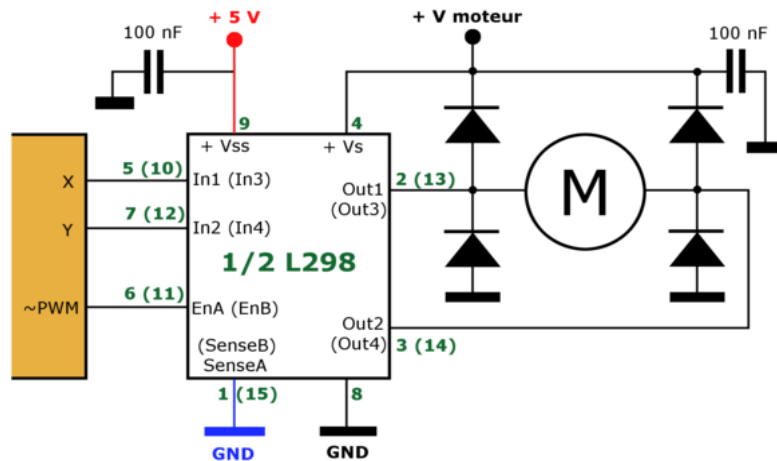 + 5 V
+ V moteur
100 nF
100 nF
9
4
+ Vss
+ Vs
X
5 (10)
In1 (In3)
Out1
(Out3)
2 (13)
M
Y
7 (12)
In2 (In4)
1/2 L298
~PWM
6 (11)
EnA (EnB)
Out2
(Out4)
3 (14)
(SenseB)
SenseA
1 (15)
8
GND
GND